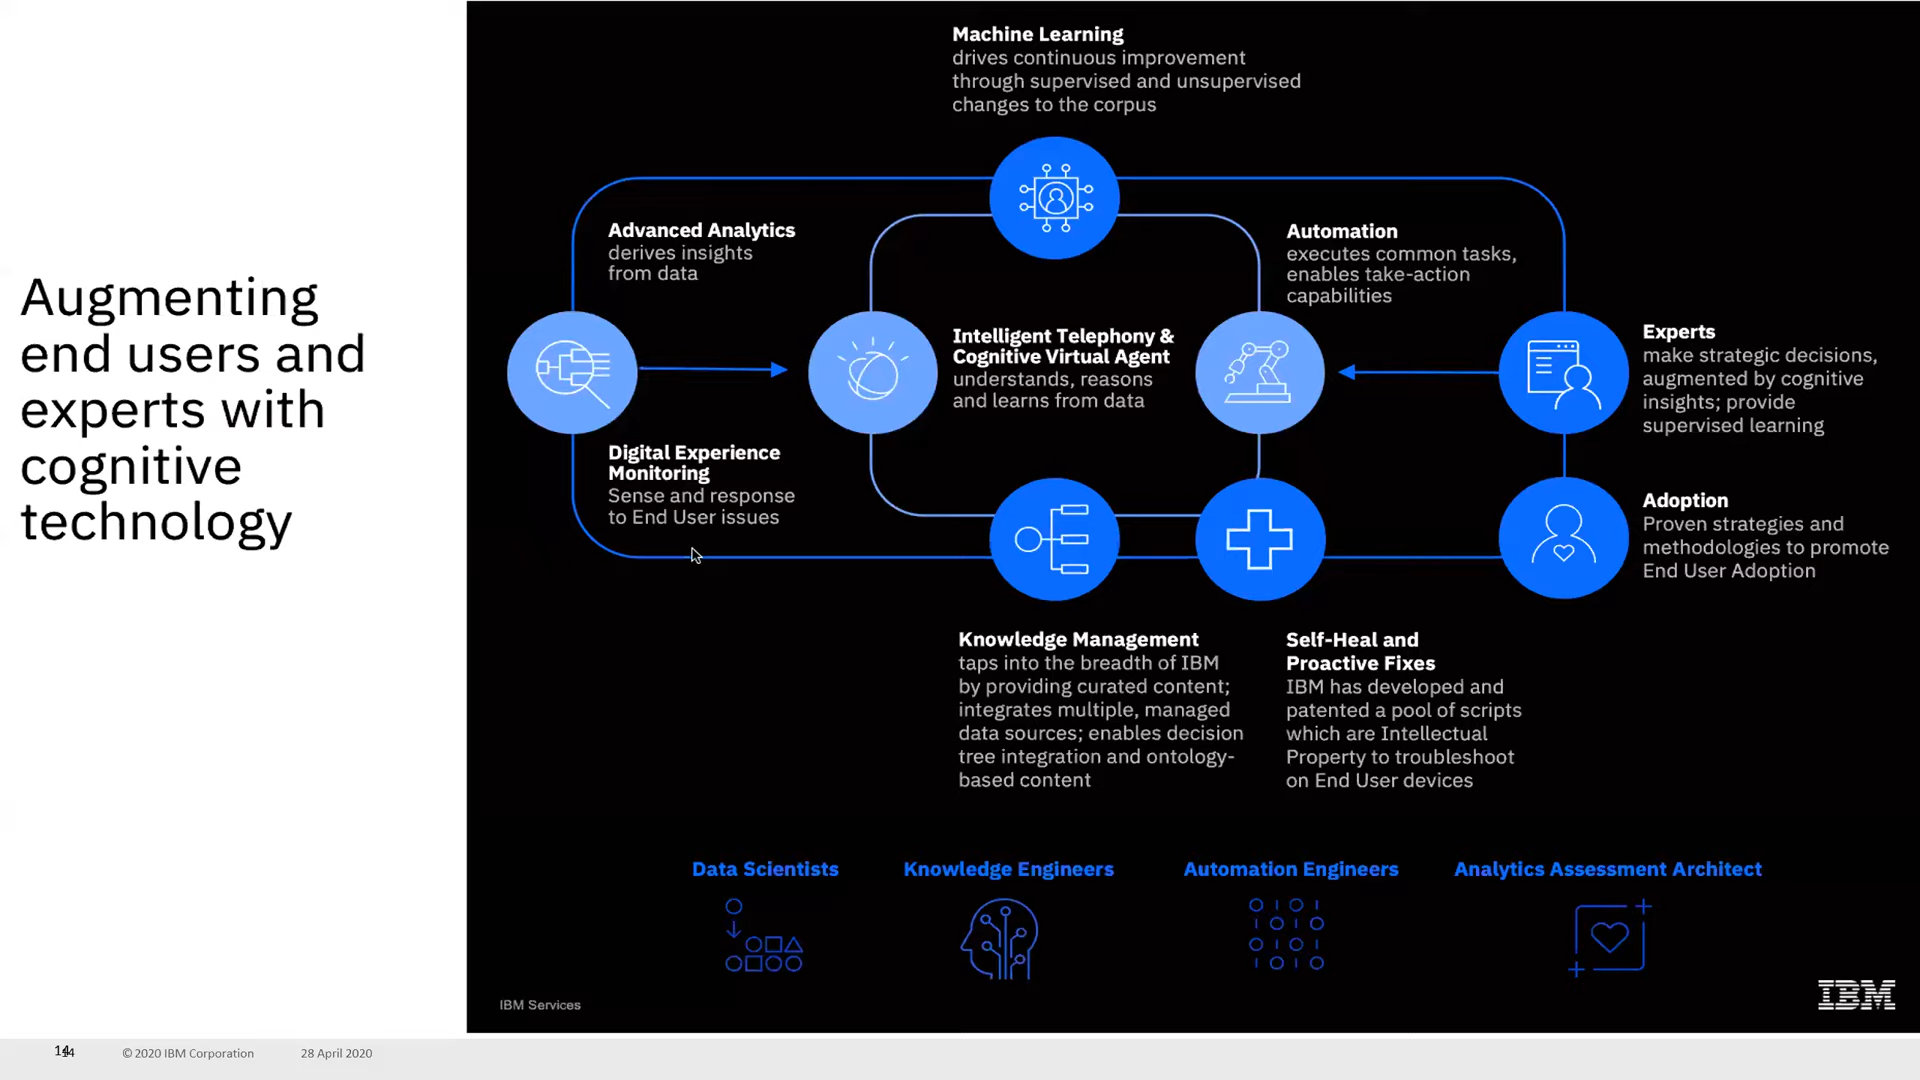 Augmenting
end users and
experts with
cognitive
technology
Machine Learning
drives continuous improvement
through supervised and unsupervised
changes to the corpus
Advanced Analytics
derives insights
from data
Automation
executes common tasks,
enables take-action
capabilities
Intelligent Telephony &
Cognitive Virtual Agent
understands, reasons
and learns from data
Experts
make strategic decisions,
augmented by cognitive
insights; provide
supervised learning
Digital Experience
Monitoring
Sense and response
to End User issues
Adoption
Proven strategies and
methodologies to promote
End User Adoption
Knowledge Management
taps into the breadth of IBM
by providing curated content;
integrates multiple, managed
data sources; enables decision
tree integration and ontology-
based content
Self-Heal and
Proactive Fixes
IBM has developed and
patented a pool of scripts
which are Intellectual
Property to troubleshoot
on End User devices
Data Scientists
Knowledge Engineers
Automation Engineers
Analytics Assessment Architect
IBM Services
IBM
14
© 2020 IBM Corporation
28 April 2020